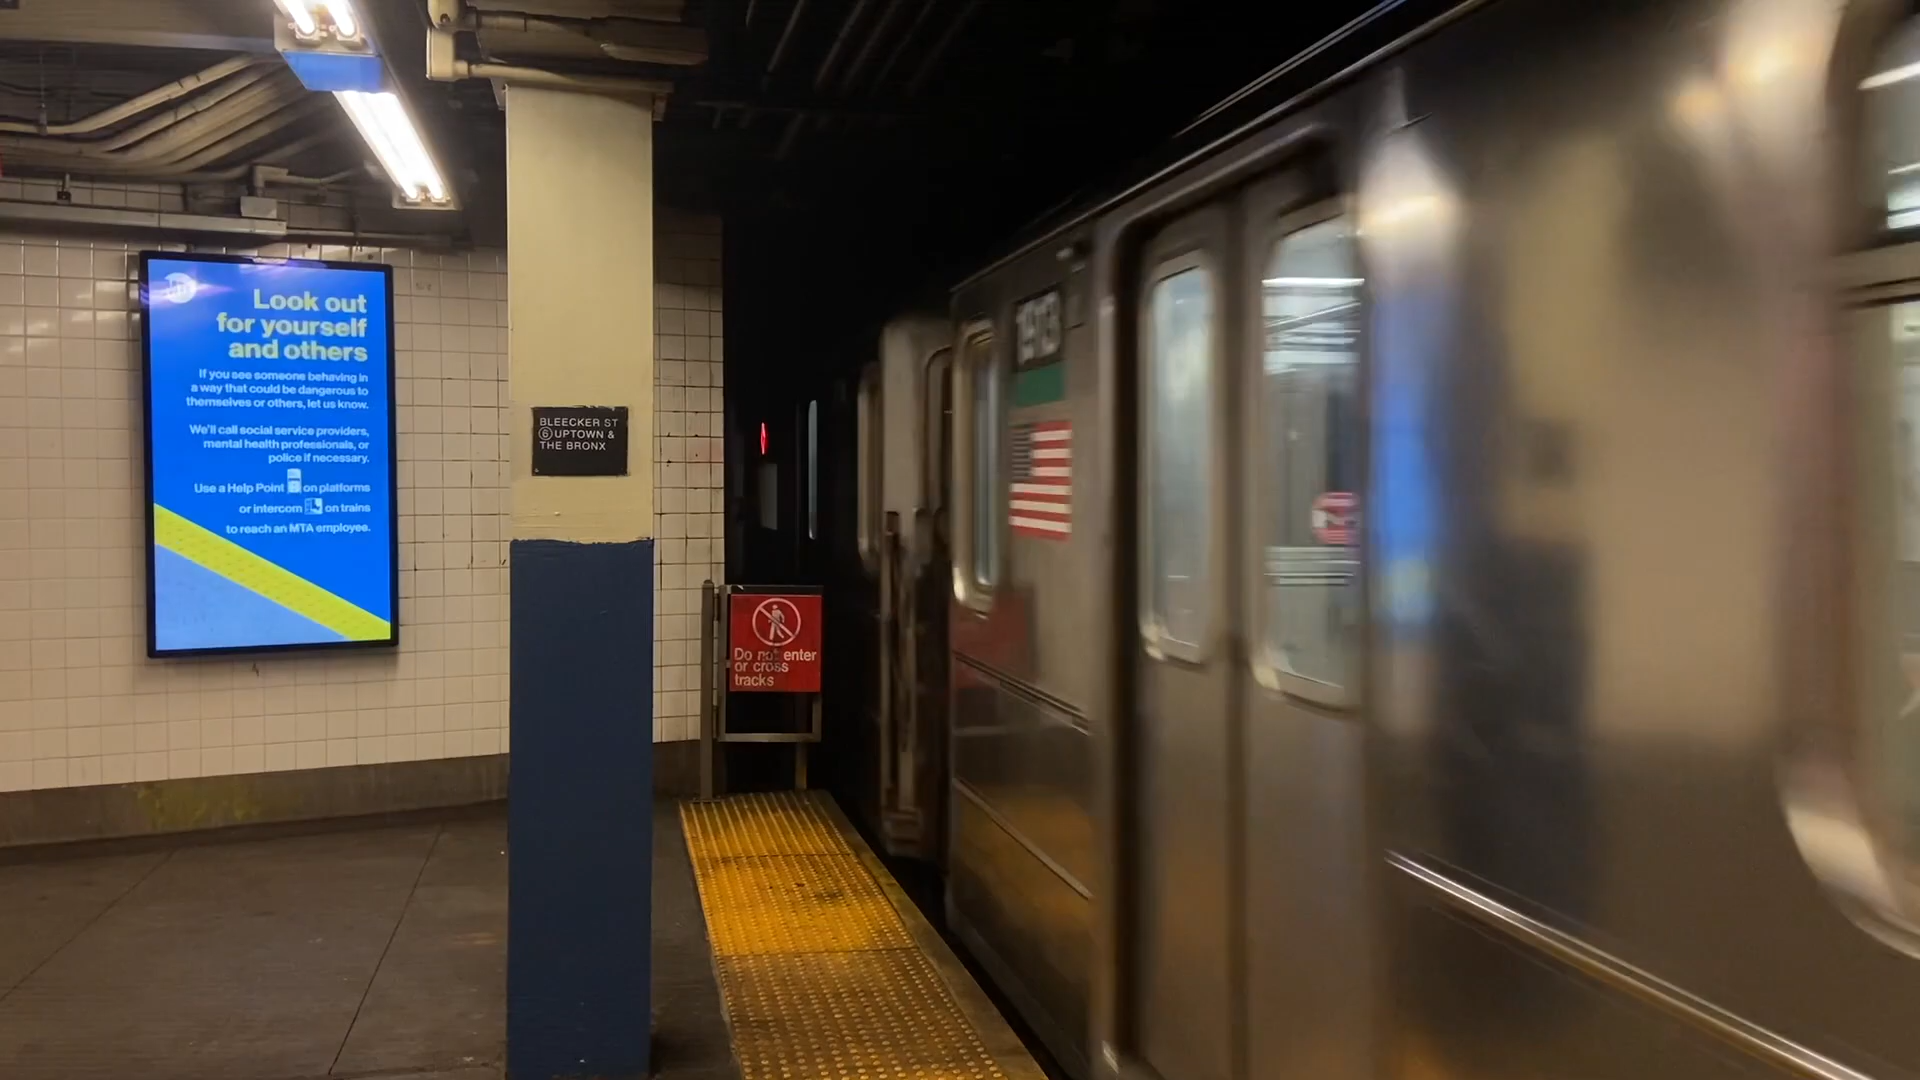 Look out
for yourself
and others
If you see someone behaving in
a way that could be dangerous to
themselves or others, let us know.
We'll call social service providers,
mental health professionals, or
police if necessary.
Use a Help Point on platforms
or intercom on trains
to reach an MTA employee.
BLEECKER ST
6 UPTOWN &
THE BRONX
Do not enter
or cross
tracks